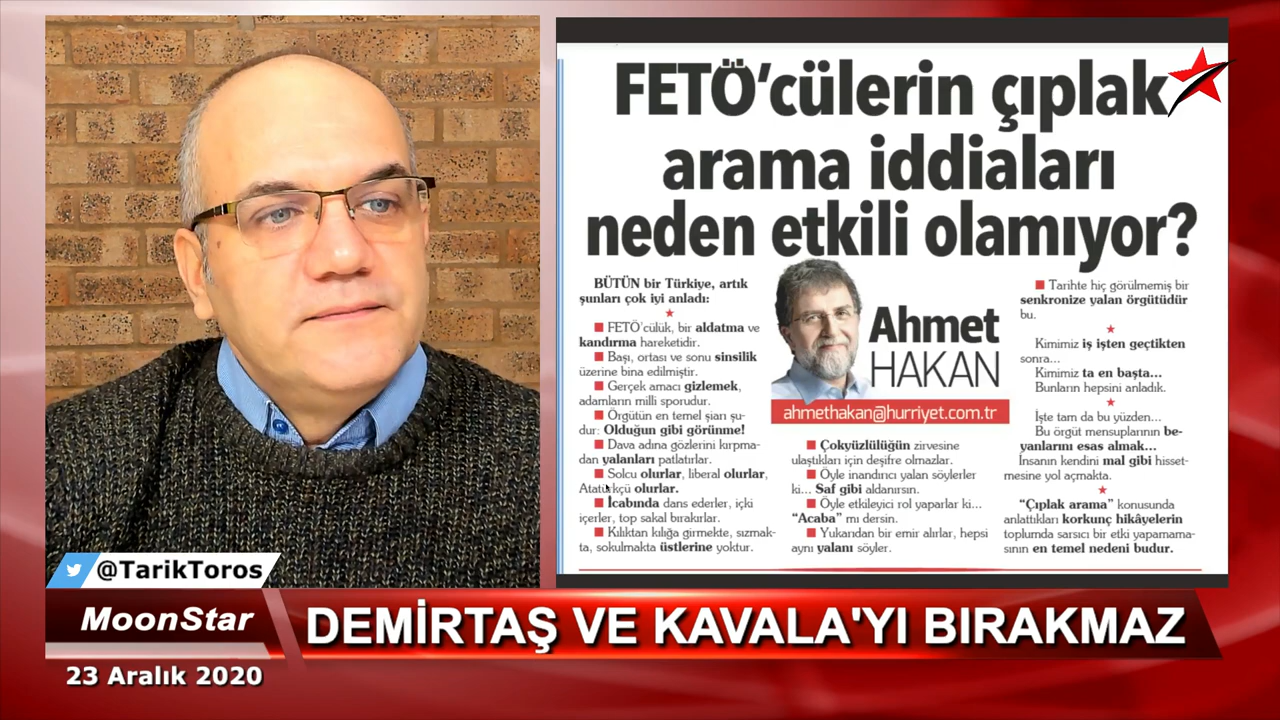 FETÖ'cülerin çıplak
arama iddiaları
neden etkili olamıyor?
BÜTÜN bir Türkiye, artık
şunları çok iyi anladı:
FETÖ'cülük, bir aldatma ve
kandırma hareketidir.
Başı, ortası ve sonu sinsilik
üzerine bina edilmiştir.
Gerçek amacı gizlemek,
adamların milli sporudur.
Örgütün en temel şiarı şu-
dur: Olduğun gibi görünme!
Dava adına gözlerini kırpma-
dan yalanları patlatırlar.
Solcu olurlar, liberal olurlar,
Atatürkçü olurlar.
İcabında dans ederler, içki
içerler, top sakal bırakırlar.
Kılıktan kılığa girmekte, sızmak-
ta, sokulmakta üstlerine yoktur.
Ahmet
HAKAN
ahmethakan@hurriyet.com.tr
Çokyüzlülüğün zirvesine
ulaştıkları için deşifre olmazlar.
Öyle inandırıcı yalan söylerler
ki... Saf gibi aldanırsın.
Öyle etkileyici rol yaparlar ki...
“Acaba” mı dersin.
Yukarıdan bir emir alırlar, hepsi
aynı yalanı söyler.
Tarihte hiç görülmemiş bir
senkronize yalan örgütüdür
bu.
Kimimiz iş işten geçtikten
sonra...
Kimimiz ta en başta...
Bunların hepsini anladık.
İşte tam da bu yüzden...
Bu örgüt mensuplarının be-
yanlarını esas almak...
İnsanın kendini mal gibi hisset-
mesine yol açmakta.
“Çıplak arama” konusunda
anlattıkları korkunç hikâyelerin
toplumda sarsıcı bir etki yapamama-
sının en temel nedeni budur.
@TarikToros
MoonStar
DEMİRTAŞ VE KAVALA'YI BIRAKMAZ
23 Aralık 2020